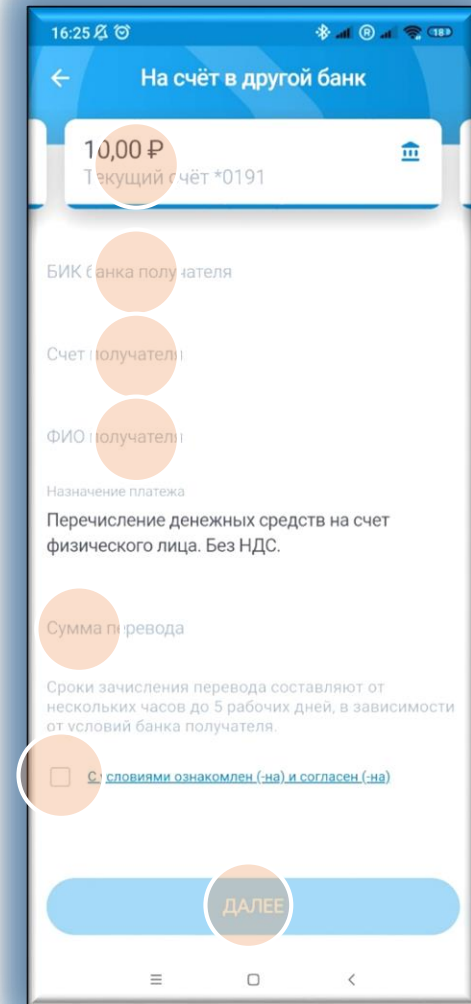 16:25
18
На счёт в другой банк
10,00 ₽
Текущий счёт *0191
БИК банка получателя
Счет получателя
ФИО получателя
Назначение платежа
Перечисление денежных средств на счет
физического лица. Без НДС.
Сумма перевода
Сроки зачисления перевода составляют от
нескольких часов до 5 рабочих дней, в зависимости
от условий банка получателя.
С условиями ознакомлен (-на) и согласен (-на)
ДАЛЕЕ